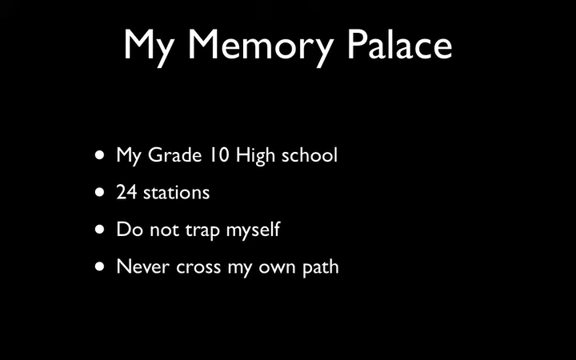 My Memory Palace
• My Grade 10 High school
• 24 stations
• Do not trap myself
• Never cross my own path